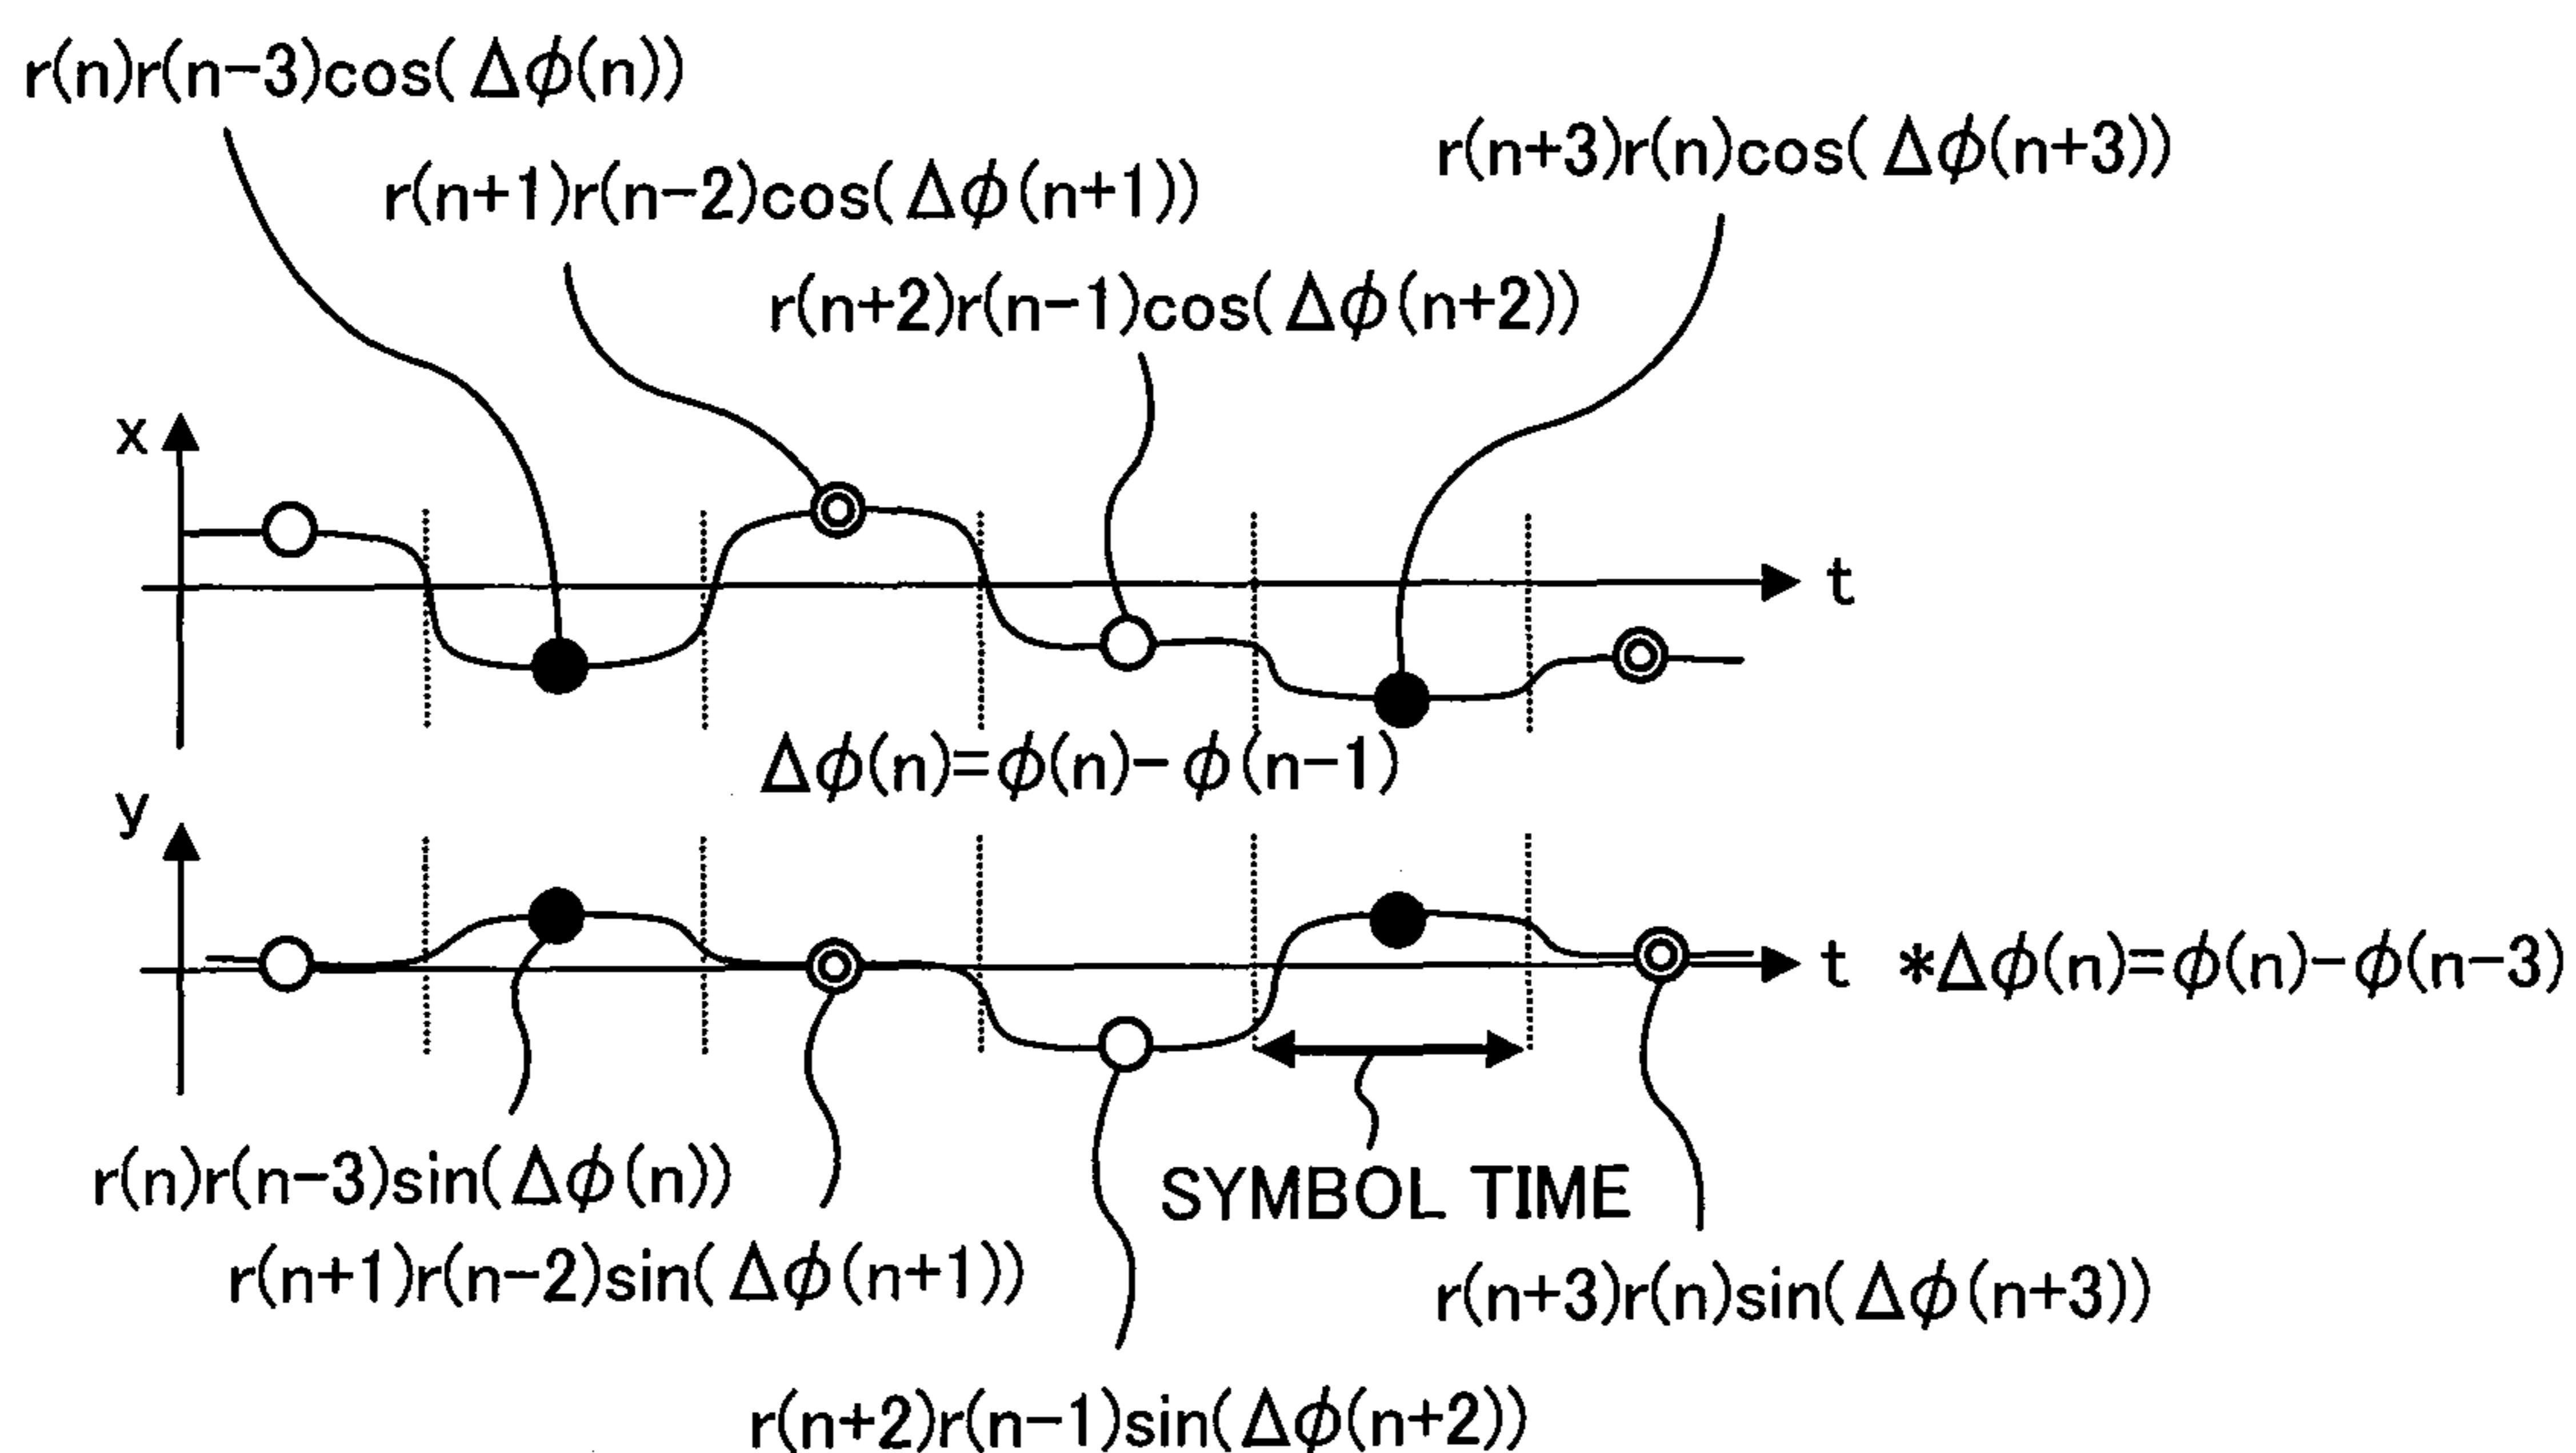 r(n)r(n−3)cos(Δϕ(n))
r(n+1)r(n−2)cos(Δϕ(n+1))
r(n+3)r(n)cos(Δϕ(n+3))
r(n+2)r(n−1)cos(Δϕ(n+2))
x
t
Δϕ(n)=ϕ(n)−ϕ(n−1)
y
t
*Δϕ(n)=ϕ(n)−ϕ(n−3)
r(n)r(n−3)sin(Δϕ(n))
SYMBOL TIME
r(n+1)r(n−2)sin(Δϕ(n+1))
r(n+3)r(n)sin(Δϕ(n+3))
r(n+2)r(n−1)sin(Δϕ(n+2))